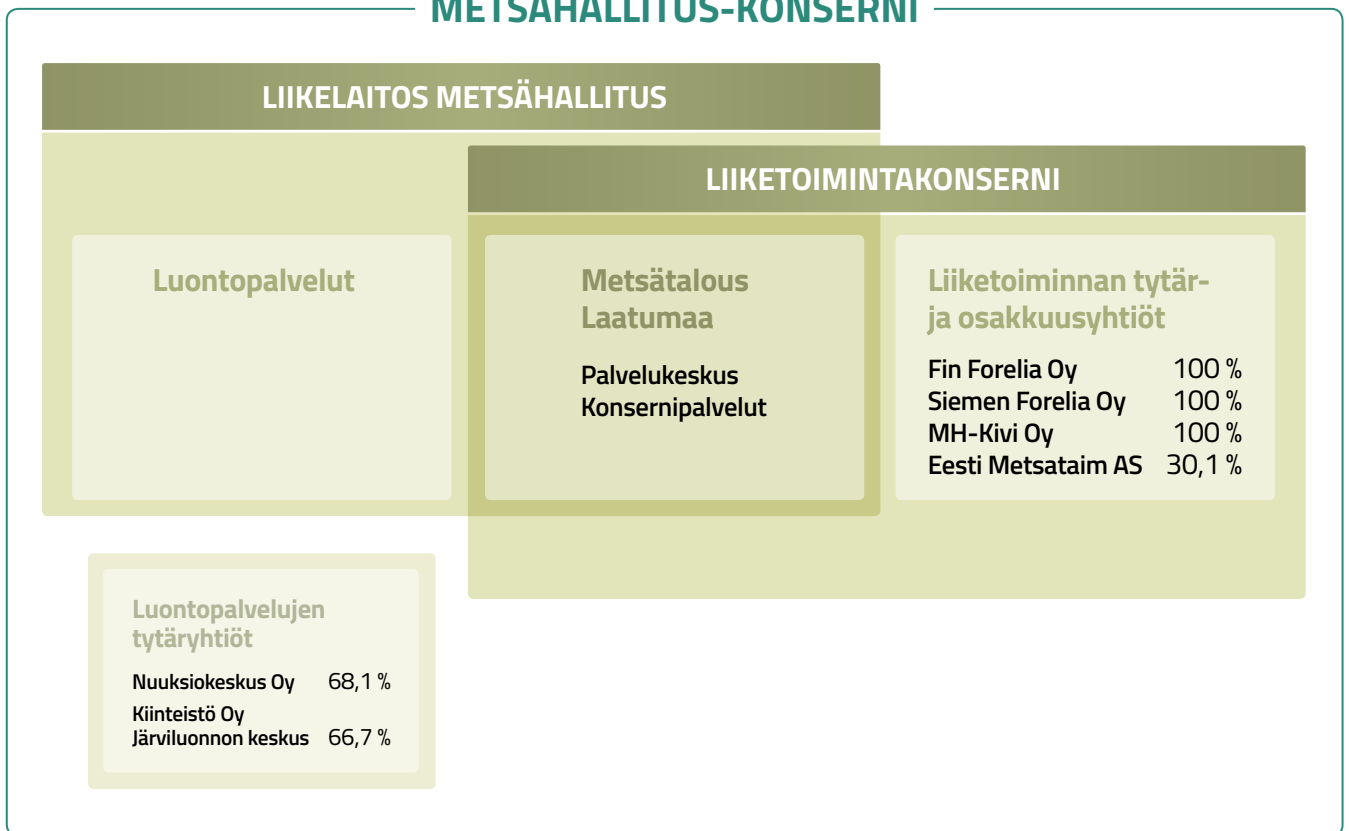 METSÄHALLITUS-KONSERNI
LIIKELAITOS METSÄHALLITUS
LIIKETOIMINTAKONSERNI
Luontopalvelut
Metsätalous
Laatumaa
Palvelukeskus
Konsernipalvelut
Liiketoiminnan tytär-
ja osakkuusyhtiöt
Fin Forelia Oy 100 %
Siemen Forelia Oy 100 %
MH-Kivi Oy 100 %
Eesti Metsataim AS 30,1 %
Luontopalvelujen
tytäryhtiöt
Nuuksiokeskus Oy 68,1 %
Kiinteistö Oy
Järviluonnon keskus 66,7 %